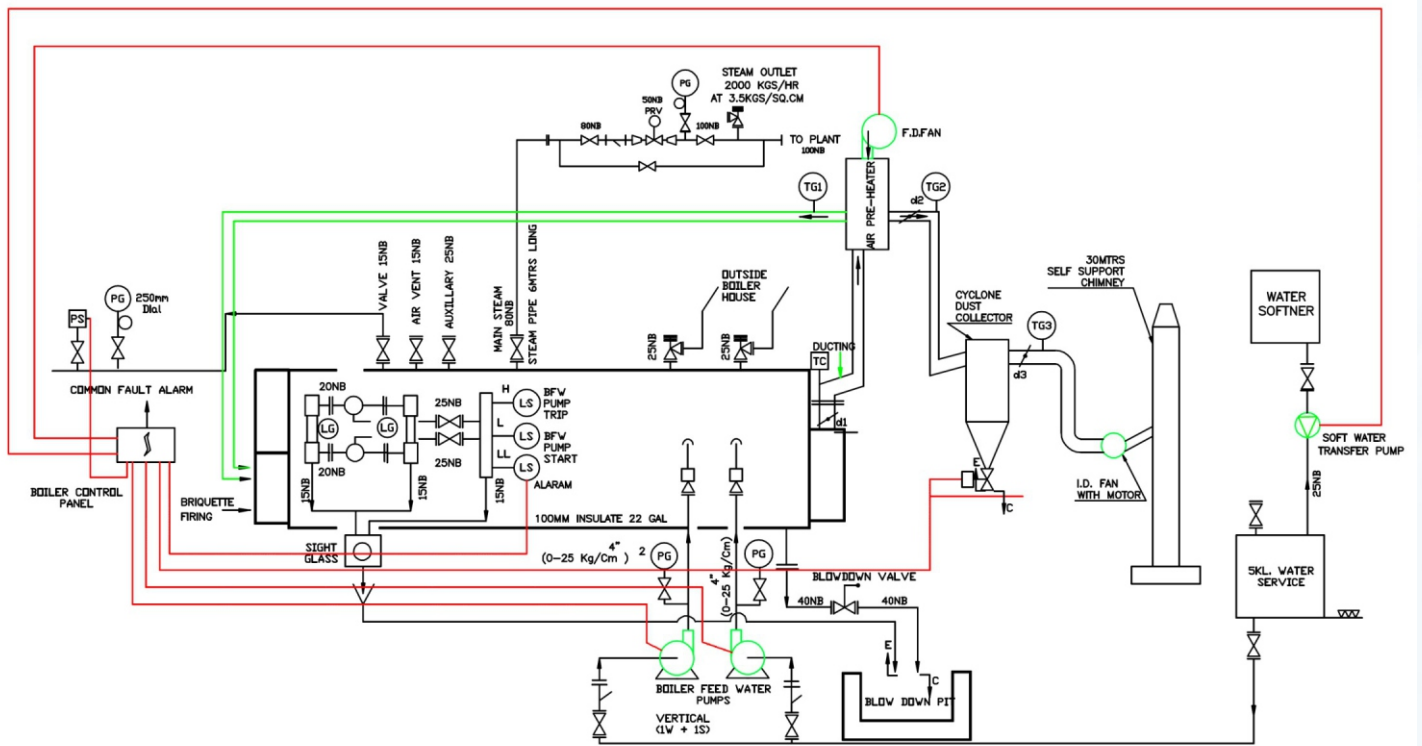 STEAM OUTLET
2000 KGS/HR
AT 3.5KGS/SQ.CM
PG
50NB
PRV
80NB
100NB
TO PLANT
100NB
F.D.FAN
AIR PRE-HEATER
TG1
TG2
d2
VALVE 15NB
AIR VENT 15NB
AUXILLARY 25NB
MAIN STEAM
80NB
STEAM PIPE 6MTRS LONG
OUTSIDE
BOILER
HOUSE
25NB
25NB
DUCTING
TC
d1
CYCLONE
DUST
COLLECTOR
TG3
d3
30MTRS
SELF SUPPORT
CHIMNEY
WATER
SOFTNER
SOFT WATER
TRANSFER PUMP
25NB
I.D. FAN
WITH MOTOR
E
C
5KL. WATER
SERVICE
PS
PG
250mm
Dial
COMMON FAULT ALARM
BOILER CONTROL
PANEL
BRIQUETTE
FIRING
20NB
LG
LG
20NB
25NB
25NB
H
LS
BFW
PUMP
TRIP
L
LS
BFW
PUMP
START
LL
LS
ALARAM
15NB
15NB
15NB
100MM INSULATE 22 GAL
SIGHT
GLASS
4"
(0-25 Kg/Cm ) 2
PG
4"
(0-25 Kg/Cm)
PG
BLOWDOWN VALVE
40NB
40NB
E
C
BLOW DOWN PIT
BOILER FEED WATER
PUMPS
VERTICAL
(1W + 1S)